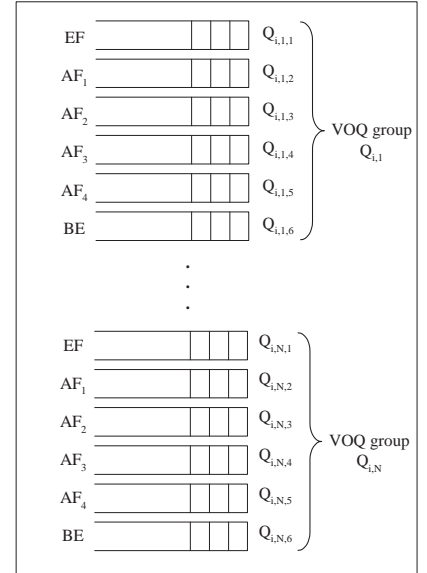 EF Q_{i,1,1}
AF_1 Q_{i,1,2}
AF_2 Q_{i,1,3}
AF_3 Q_{i,1,4}
AF_4 Q_{i,1,5}
BE Q_{i,1,6}
VOQ group
Q_{i,1}
EF Q_{i,N,1}
AF_1 Q_{i,N,2}
AF_2 Q_{i,N,3}
AF_3 Q_{i,N,4}
AF_4 Q_{i,N,5}
BE Q_{i,N,6}
VOQ group
Q_{i,N}